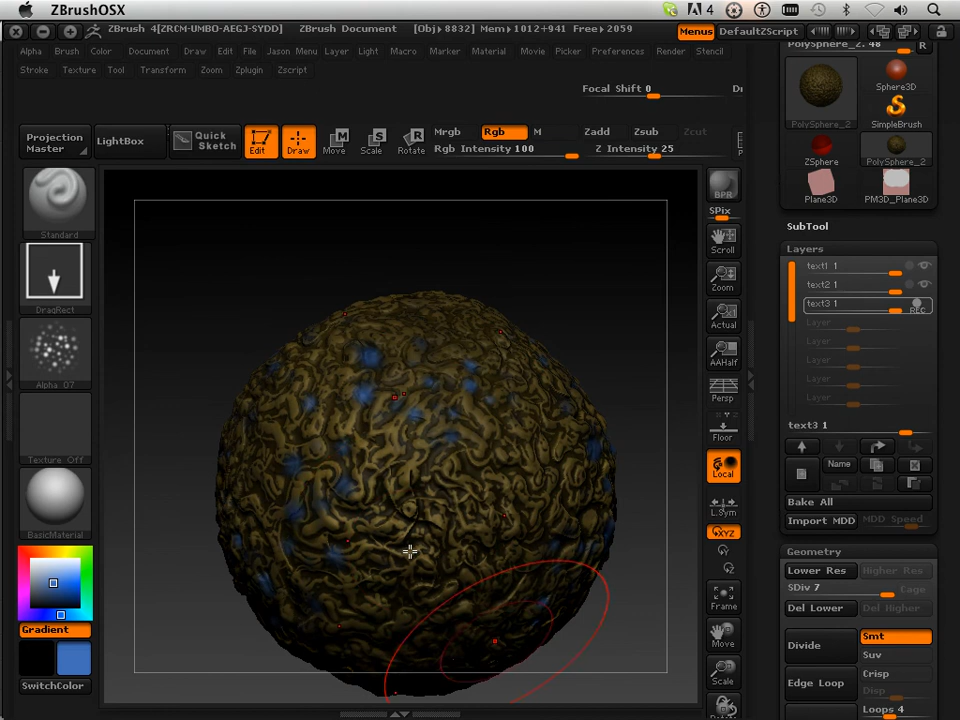 ZBrushOSX
4
ZBrush 4[ZRCM-UMBO-AEGJ-SYDD]
ZBrush Document
[Obj+8832] Mem+1012+941 Free+2059
Menus
DefaultZScript
Alpha
Brush
Color
Document
Draw
Edit
File
Jason Menu
Layer
Light
Macro
Marker
Material
Movie
Picker
Preferences
Render
Stencil
Stroke
Texture
Tool
Transform
Zoom
Zplugin
Zscript
Focal Shift 0
Projection Master
LightBox
Quick Sketch
Edit
Draw
Move
Scale
Rotate
Mrgb
Rgb
M
Zadd
Zsub
Zcut
Rgb Intensity 100
Z Intensity 25
Standard
DragRect
Alpha 07
Texture Off
BasicMaterial
Gradient
SwitchColor
BPR
SPix
Scroll
Zoom
Actual
AAHalf
Persp
Floor
Local
L.Sym
XYZ
Frame
Move
Scale
PolySphere_2. 48
R
PolySphere_2
Sphere3D
SimpleBrush
ZSphere
PolySphere_2
Plane3D
PM3D_Plane3D
SubTool
Layers
text1 1
text2 1
text3 1
REC
Layer
Layer
Layer
Layer
Layer
text3 1
Name
Bake All
Import MDD
MDD Speed
Geometry
Lower Res
Higher Res
SDiv 7
Cage
Del Lower
Del Higher
Divide
Smt
Suv
Edge Loop
Crisp
Disp
Loops 4